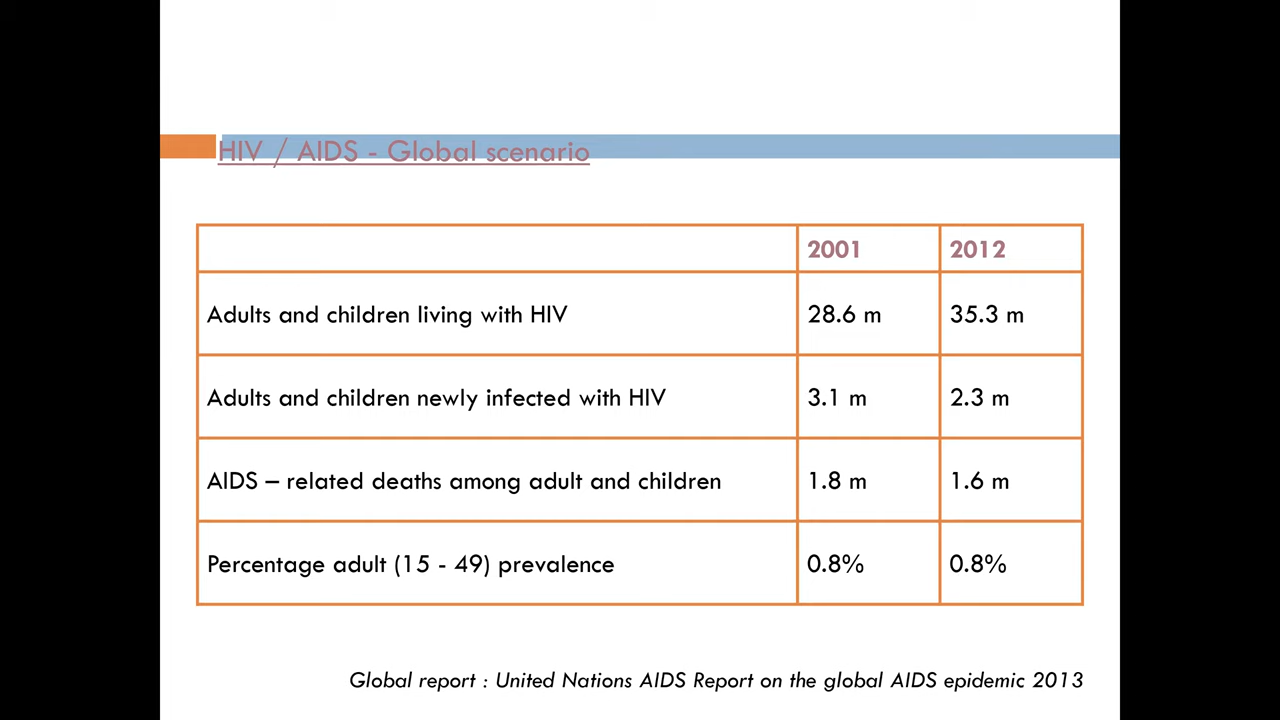 HIV / AIDS - Global scenario
2001 2012
Adults and children living with HIV 28.6 m 35.3 m
Adults and children newly infected with HIV 3.1 m 2.3 m
AIDS – related deaths among adult and children 1.8 m 1.6 m
Percentage adult (15 - 49) prevalence 0.8% 0.8%
Global report : United Nations AIDS Report on the global AIDS epidemic 2013